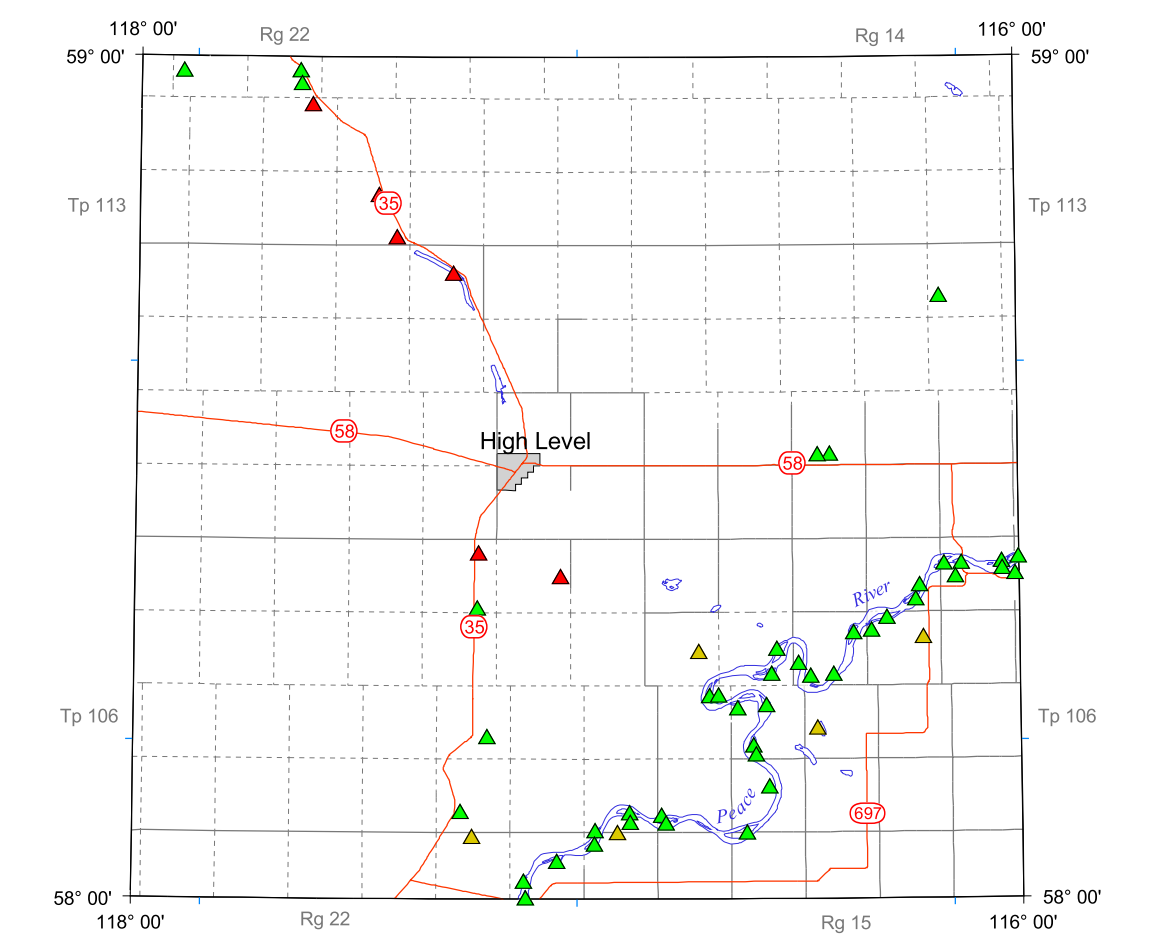 118° 00'
Rg 22
Rg 14
116° 00'
59° 00'
59° 00'
Tp 113
35
Tp 113
58
High Level
58
River
35
Tp 106
Tp 106
Peace
697
58° 00'
58° 00'
118° 00'
Rg 22
Rg 15
116° 00'